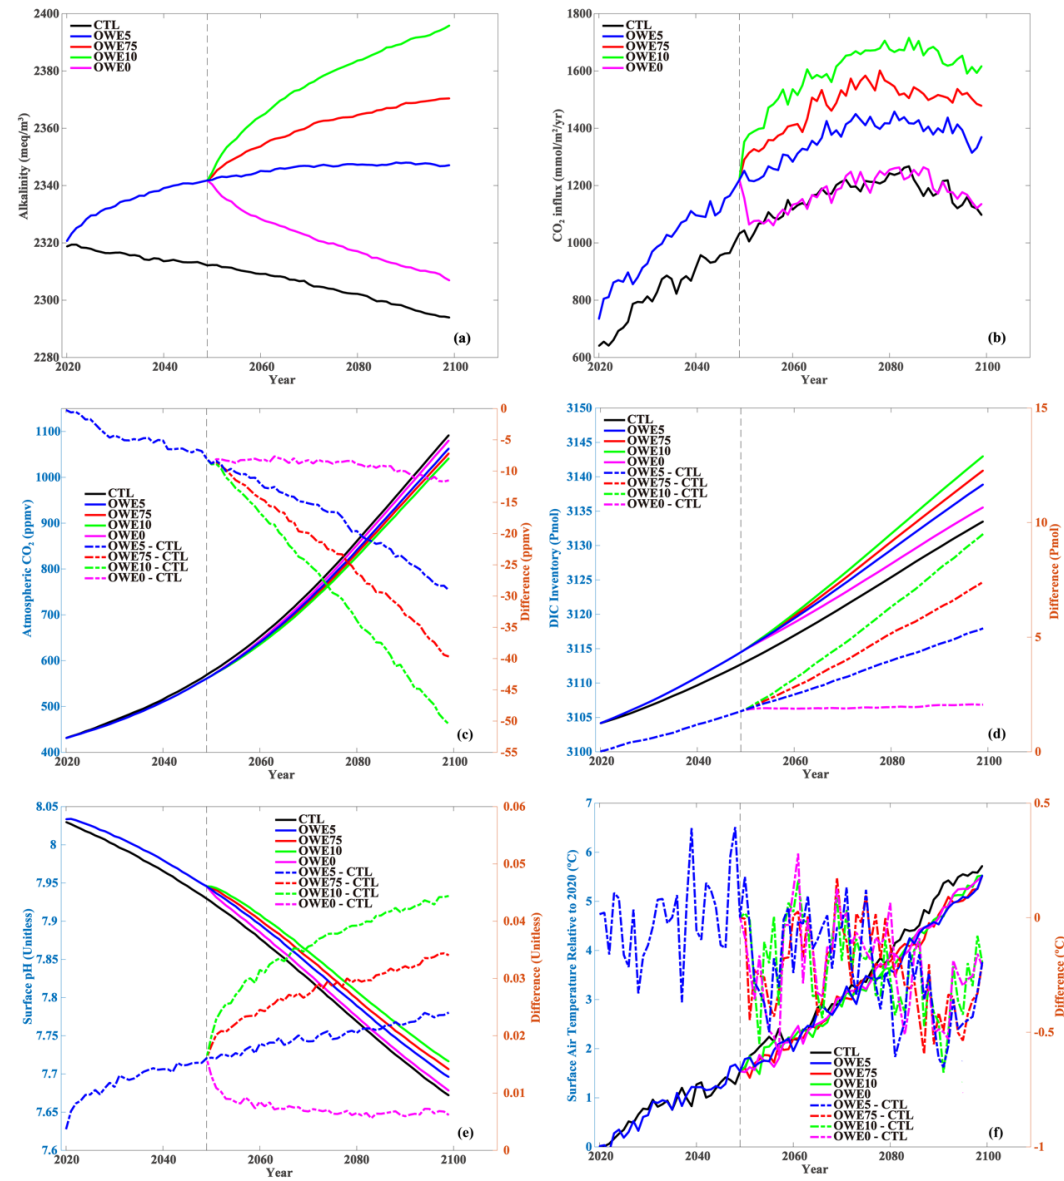 2400
2380
2360
2340
2320
2300
2280
Alkalinity (meq/m³)
CTL
OWE5
OWE75
OWE10
OWE0
(a)
2020 2040 2060 2080 2100
Year
1800
1600
1400
1200
1000
800
600
CO₂ influx (mmol/m²/yr)
CTL
OWE5
OWE75
OWE10
OWE0
(b)
2020 2040 2060 2080 2100
Year
1100
1000
900
800
700
600
500
400
Atmospheric CO₂ (ppmv)
CTL
OWE5
OWE75
OWE10
OWE0
OWE5 - CTL
OWE75 - CTL
OWE10 - CTL
OWE0 - CTL
0
-5
-10
-15
-20
-25
-30
-35
-40
-45
-50
-55
Difference (ppmv)
(c)
2020 2040 2060 2080 2100
Year
3150
3145
3140
3135
3130
3125
3120
3115
3110
3105
3100
DIC Inventory (Pmol)
CTL
OWE5
OWE75
OWE10
OWE0
OWE5 - CTL
OWE75 - CTL
OWE10 - CTL
OWE0 - CTL
15
10
5
0
Difference (Pmol)
(d)
2020 2040 2060 2080 2100
Year
8.05
8
7.95
7.9
7.85
7.8
7.75
7.7
7.65
7.6
Surface pH (Unitless)
CTL
OWE5
OWE75
OWE10
OWE0
OWE5 - CTL
OWE75 - CTL
OWE10 - CTL
OWE0 - CTL
0.06
0.05
0.04
0.03
0.02
0.01
0
Difference (Unitless)
(e)
2020 2040 2060 2080 2100
Year
7
6
5
4
3
2
1
0
Surface Air Temperature Relative to 2020 (°C)
CTL
OWE5
OWE75
OWE10
OWE0
OWE5 - CTL
OWE75 - CTL
OWE10 - CTL
OWE0 - CTL
0.5
0
-0.5
-1
Difference (°C)
(f)
2020 2040 2060 2080 2100
Year